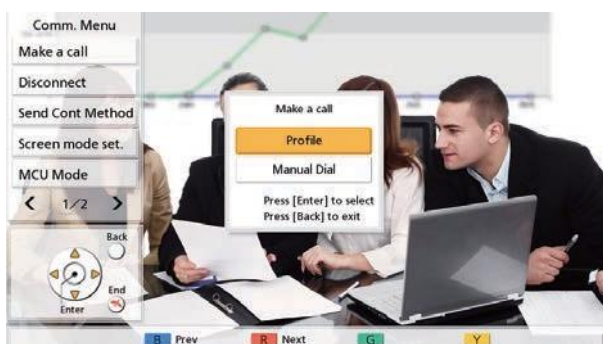 Comm. Menu
Make a call
Disconnect
Send Cont Method
Screen mode set.
MCU Mode
< 1/2 >
Back
End
Enter
Make a call
Profile
Manual Dial
Press [Enter] to select
Press [Back] to exit
B Prev R Next G Y